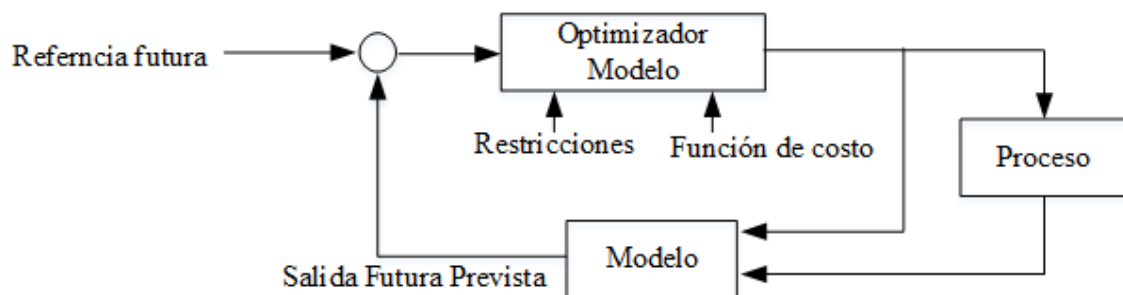 Referncia futura
Optimizador
Modelo
Restricciones
Función de costo
Proceso
Modelo
Salida Futura Prevista